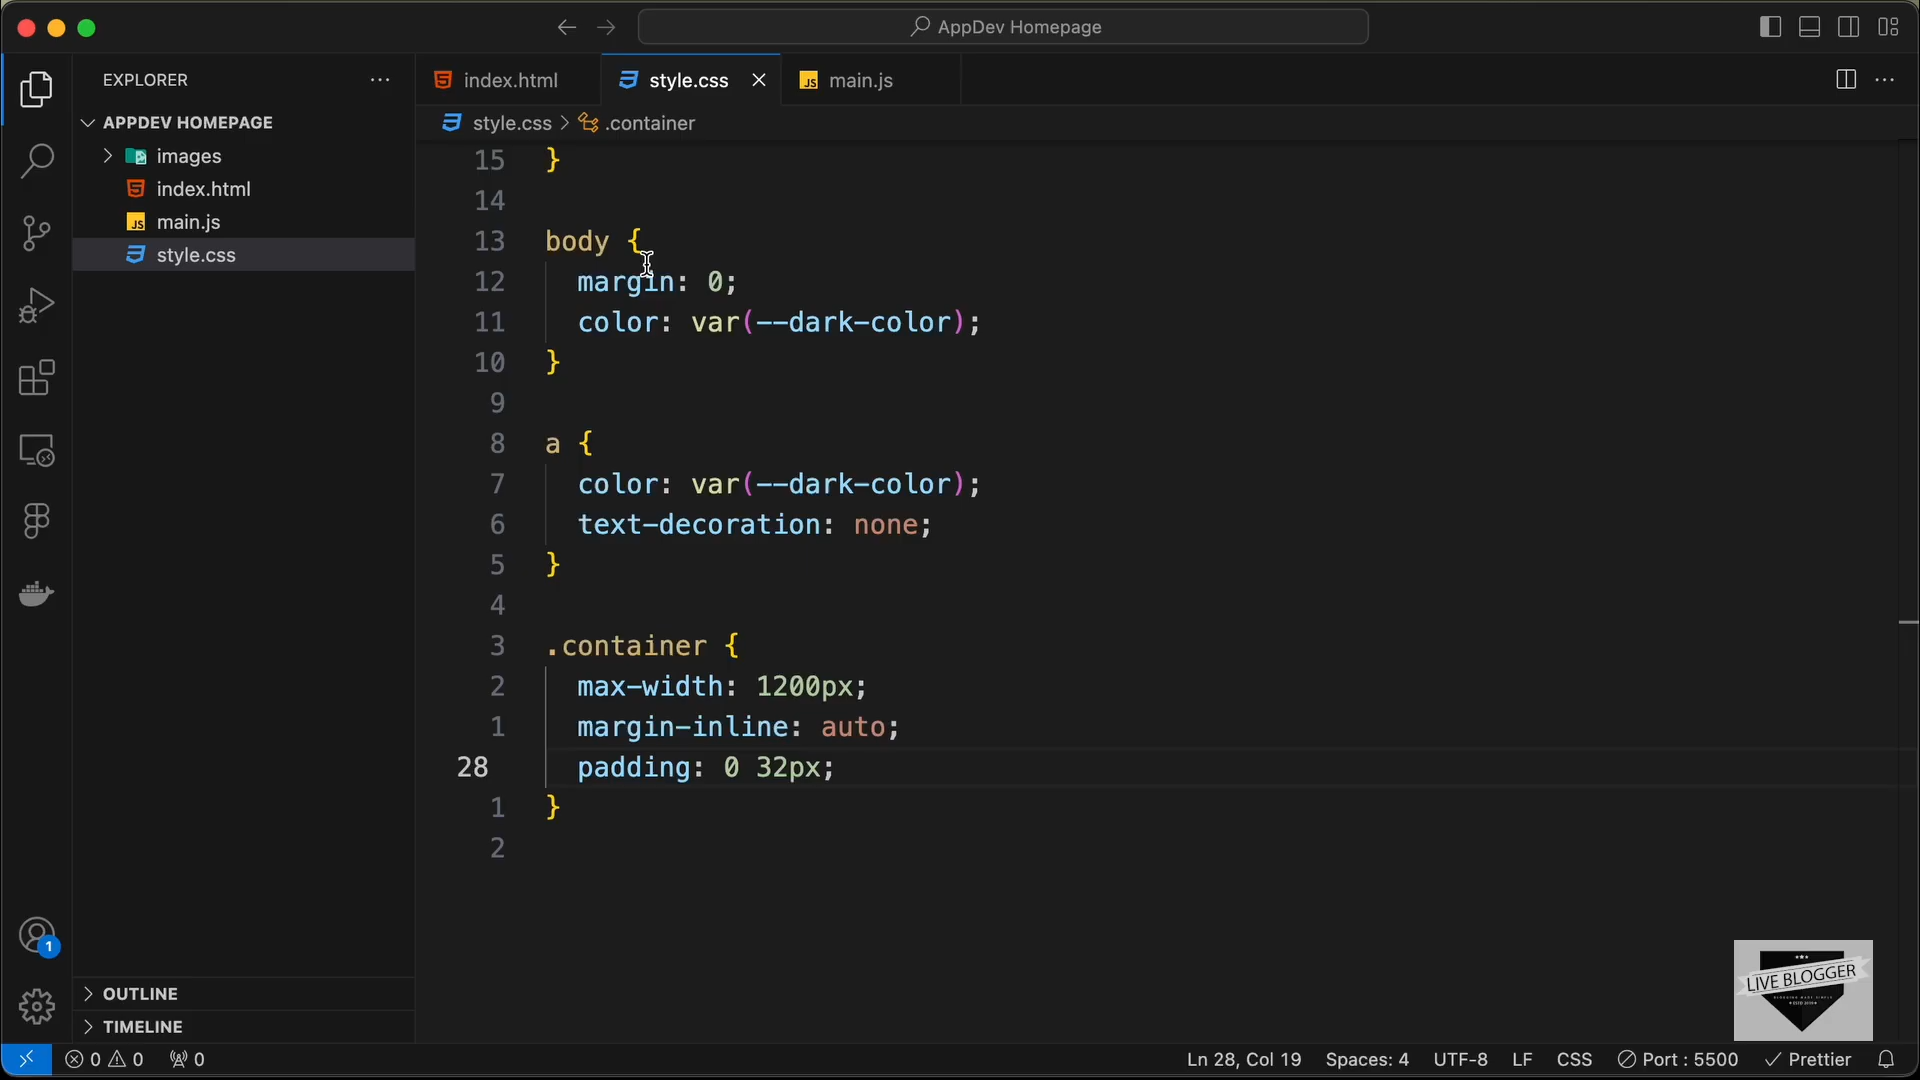 AppDev Homepage
EXPLORER
index.html
style.css
main.js
APPDEV HOMEPAGE
style.css > .container
images
index.html
main.js
style.css
15 }
14
13 body {
12 margin: 0;
11 color: var(--dark-color);
10 }
9
8 a {
7 color: var(--dark-color);
6 text-decoration: none;
5 }
4
3 .container {
2 max-width: 1200px;
1 margin-inline: auto;
28 padding: 0 32px;
1 }
2
1
OUTLINE
TIMELINE
LIVE BLOGGER
0 0 0
Ln 28, Col 19 Spaces: 4 UTF-8 LF CSS Port : 5500 Prettier